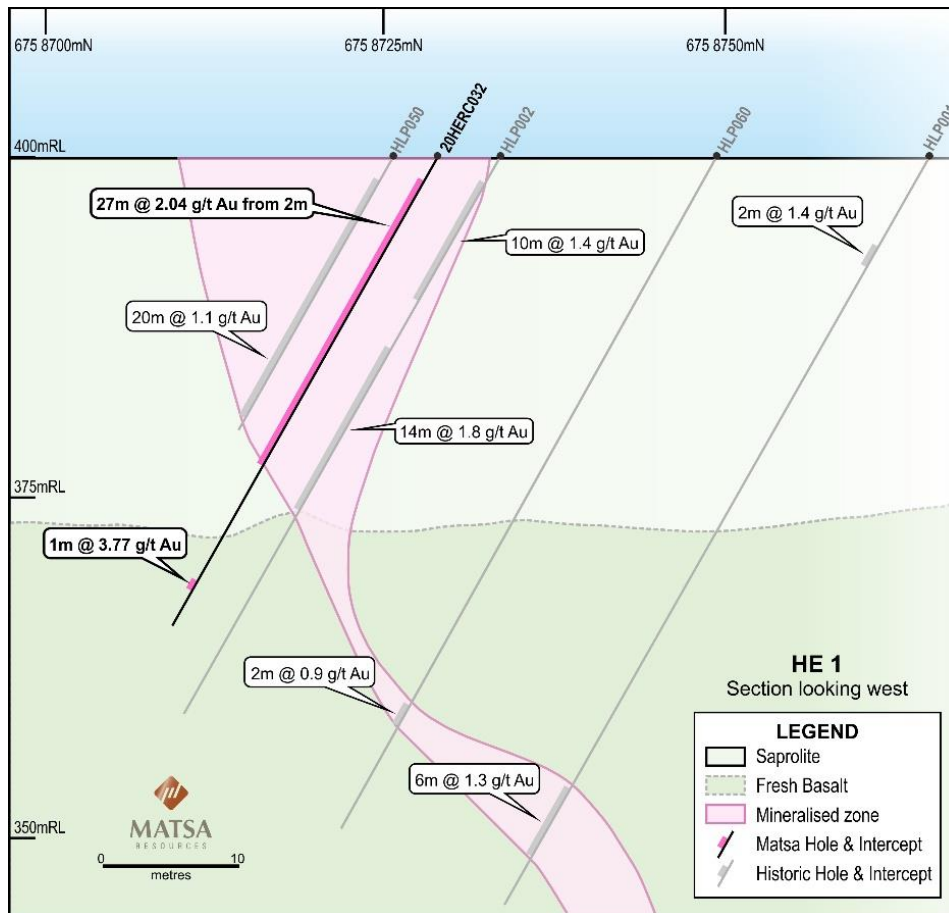 675 8700mN
675 8725mN
675 8750mN
HLP050
20HERC032
HLP002
HLP060
HLP001
400mRL
27m @ 2.04 g/t Au from 2m
10m @ 1.4 g/t Au
2m @ 1.4 g/t Au
20m @ 1.1 g/t Au
14m @ 1.8 g/t Au
375mRL
1m @ 3.77 g/t Au
2m @ 0.9 g/t Au
6m @ 1.3 g/t Au
350mRL
HE 1
Section looking west
LEGEND
Saprolite
Fresh Basalt
Mineralised zone
Matsa Hole & Intercept
Historic Hole & Intercept
MATSA
RESOURCES
0 10
metres